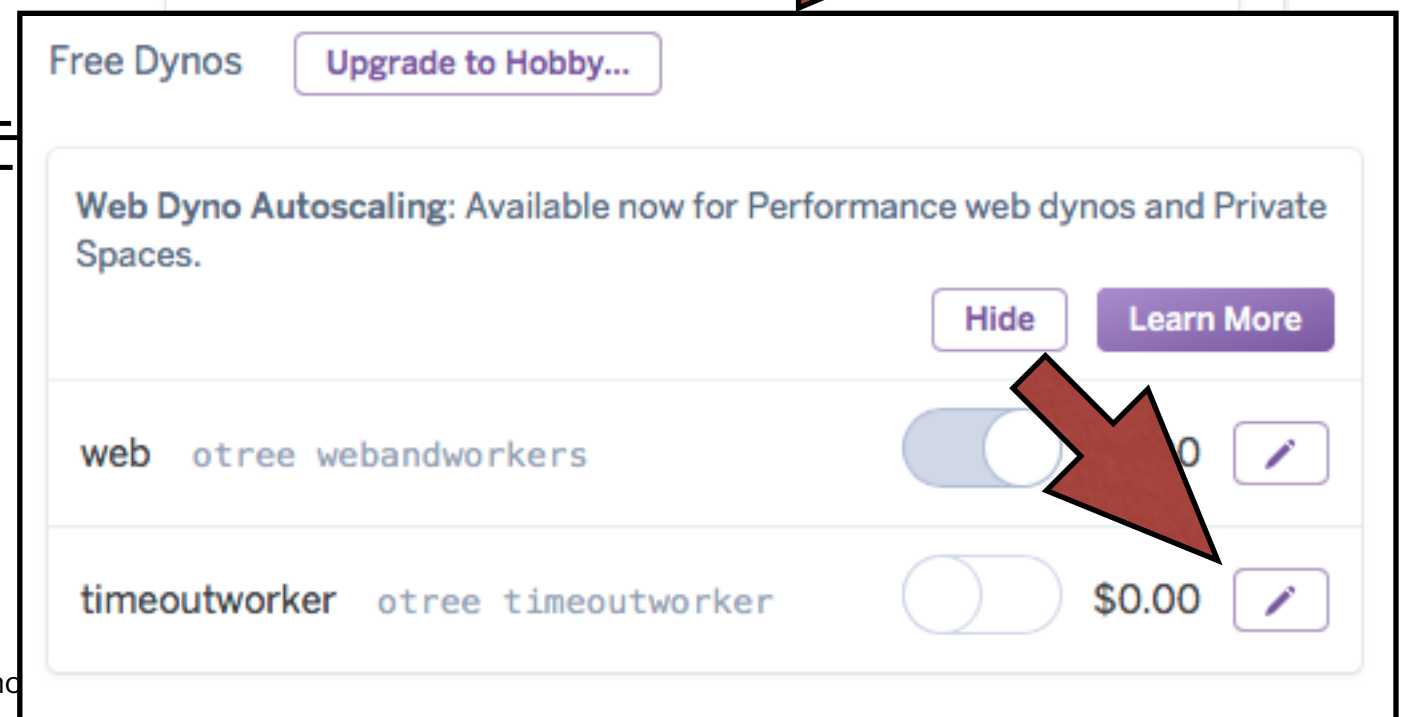 Free Dynos Upgrade to Hobby...
Web Dyno Autoscaling: Available now for Performance web dynos and Private
Spaces.
Hide Learn More
web otree webandworkers
timeoutworker otree timeoutworker $0.00